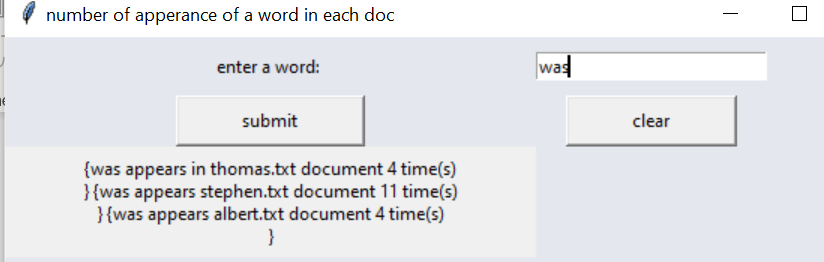 number of apperance of a word in each doc
enter a word:
was
submit
clear
{was appears in thomas.txt document 4 time(s)
} {was appears stephen.txt document 11 time(s)
} {was appears albert.txt document 4 time(s)
}